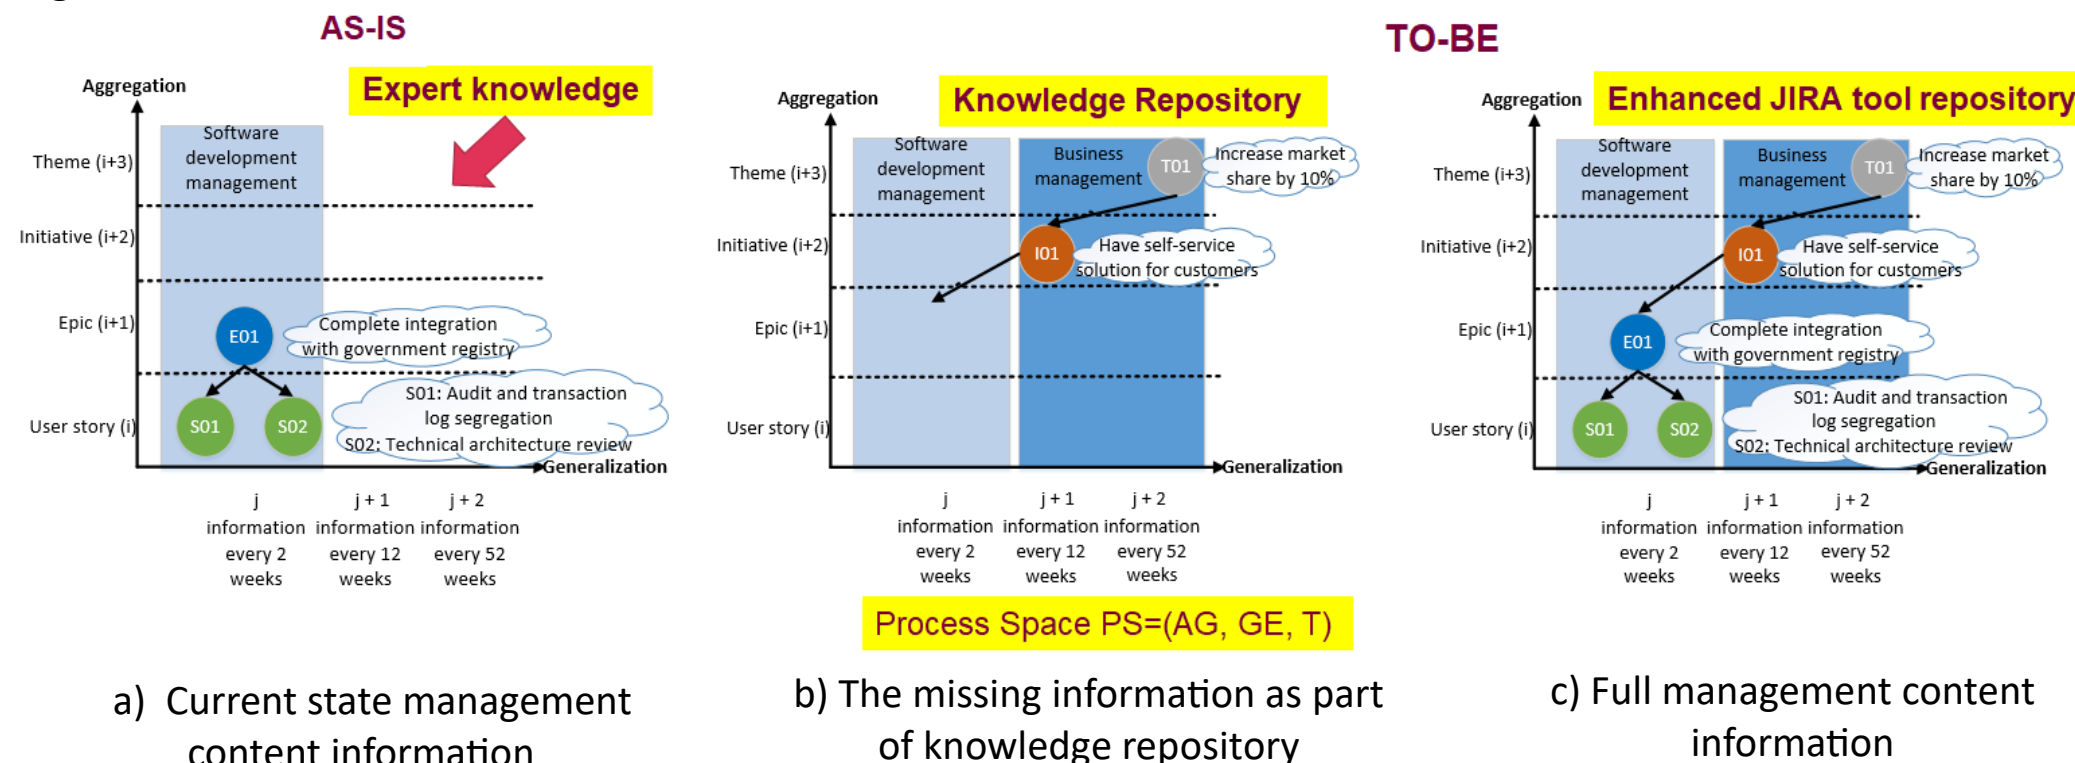 AS-IS
Expert knowledge
Aggregation
Software
development
management
Theme (i+3)
Initiative (i+2)
Epic (i+1)
User story (i)
E01
Complete integration
with government registry
S01
S02
S01: Audit and transaction
log segregation
S02: Technical architecture review
Generalization
j
information
every 2
weeks
j + 1
information
every 12
weeks
j + 2
information
every 52
weeks
a) Current state management
content information
Knowledge Repository
Aggregation
Software
development
management
Business
management
T01
Increase market
share by 10%
Theme (i+3)
Initiative (i+2)
I01
Have self-service
solution for customers
Epic (i+1)
User story (i)
Generalization
j
information
every 2
weeks
j + 1
information
every 12
weeks
j + 2
information
every 52
weeks
Process Space PS=(AG, GE, T)
b) The missing information as part
of knowledge repository
TO-BE
Enhanced JIRA tool repository
Aggregation
Software
development
management
Business
management
T01
Increase market
share by 10%
Theme (i+3)
Initiative (i+2)
I01
Have self-service
solution for customers
Epic (i+1)
E01
Complete integration
with government registry
User story (i)
S01
S02
S01: Audit and transaction
log segregation
S02: Technical architecture review
Generalization
j
information
every 2
weeks
j + 1
information
every 12
weeks
j + 2
information
every 52
weeks
c) Full management content
information